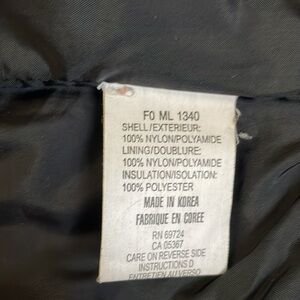 F0 ML 1340
SHELL/EXTERIEUR:
100% NYLON/POLYAMIDE
LINING/DOUBLURE:
100% NYLON/POLYAMIDE
INSULATION/ISOLATION:
100% POLYESTER
MADE IN KOREA
FABRIQUE EN COREE
RN 69724
CA 05367
CARE ON REVERSE SIDE
INSTRUCTIONS D
ENTRETIEN AU VERSO